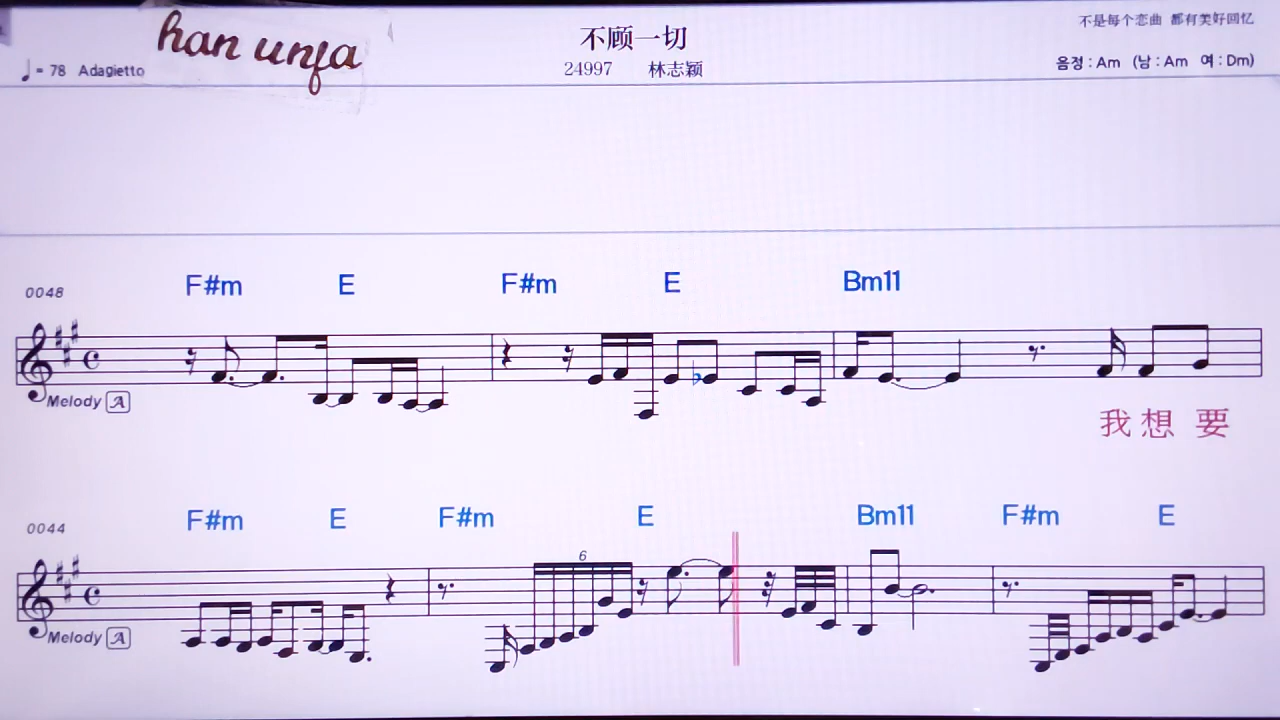 han unfa
不顾一切
不是每个恋曲 都有美好回忆
♩= 78 Adagietto
24997 林志颖
음정 : Am (남 : Am 여 : Dm)
F#m E F#m E Bm11
0048
Melody A
我 想 要
F#m E F#m E Bm11 F#m E
0044
6
Melody A